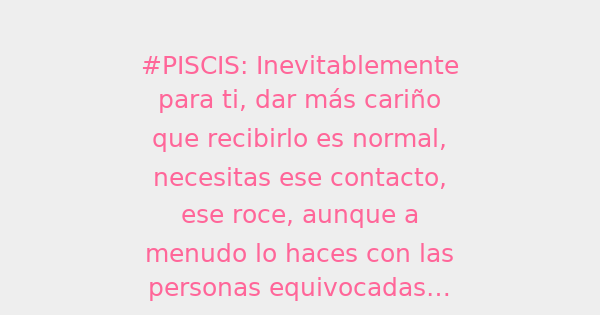 #PISCIS: Inevitablemente
para ti, dar más cariño
que recibirlo es normal,
necesitas ese contacto,
ese roce, aunque a
menudo lo haces con las
personas equivocadas...